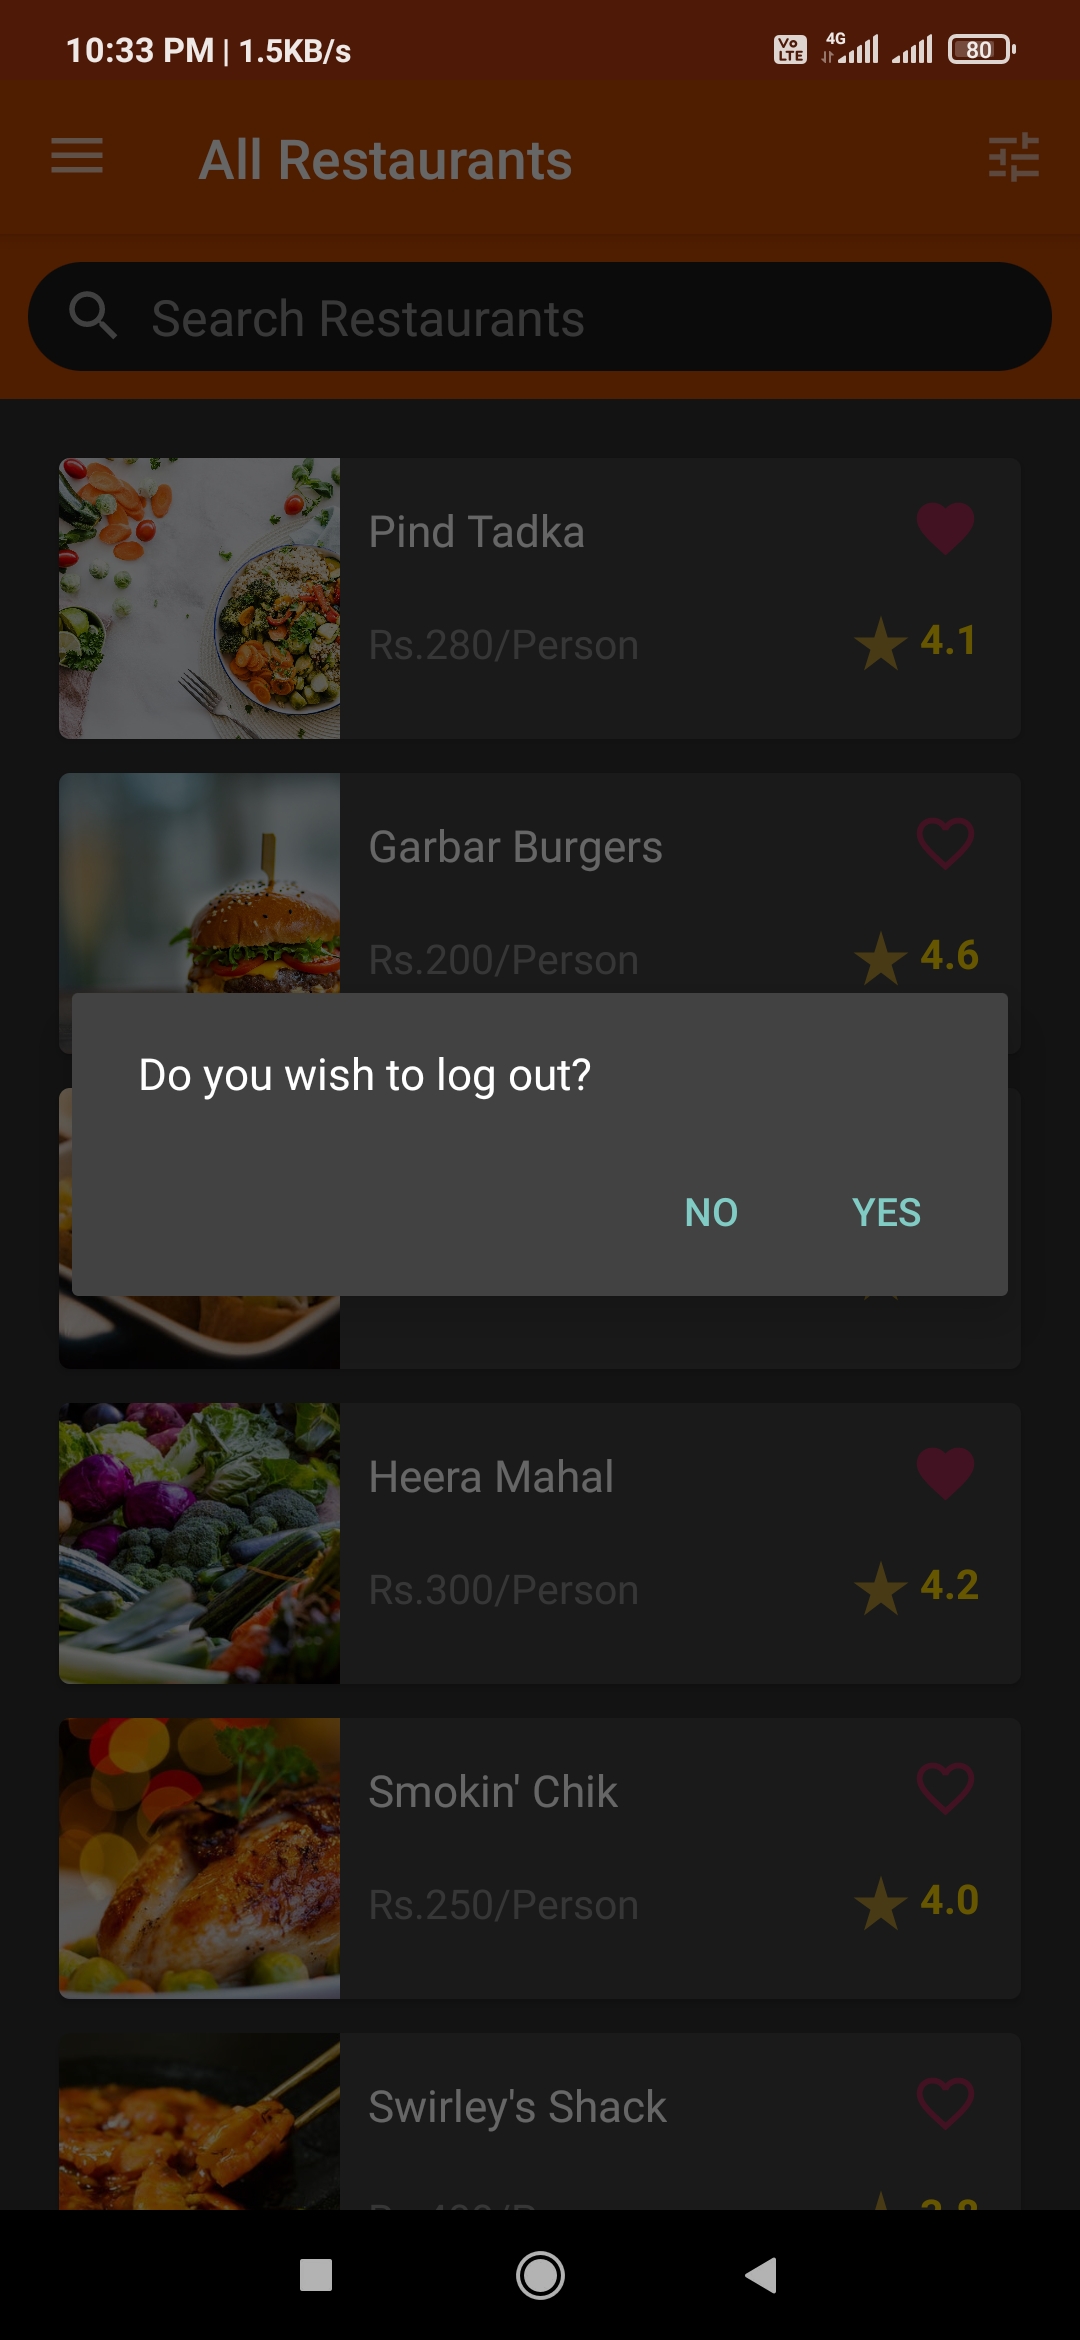 10:33 PM | 1.5KB/s
Vo LTE 4G 80
All Restaurants
Search Restaurants
Pind Tadka
Rs.280/Person 4.1
Garbar Burgers
Rs.200/Person 4.6
Do you wish to log out?
NO YES
Heera Mahal
Rs.300/Person 4.2
Smokin' Chik
Rs.250/Person 4.0
Swirley's Shack